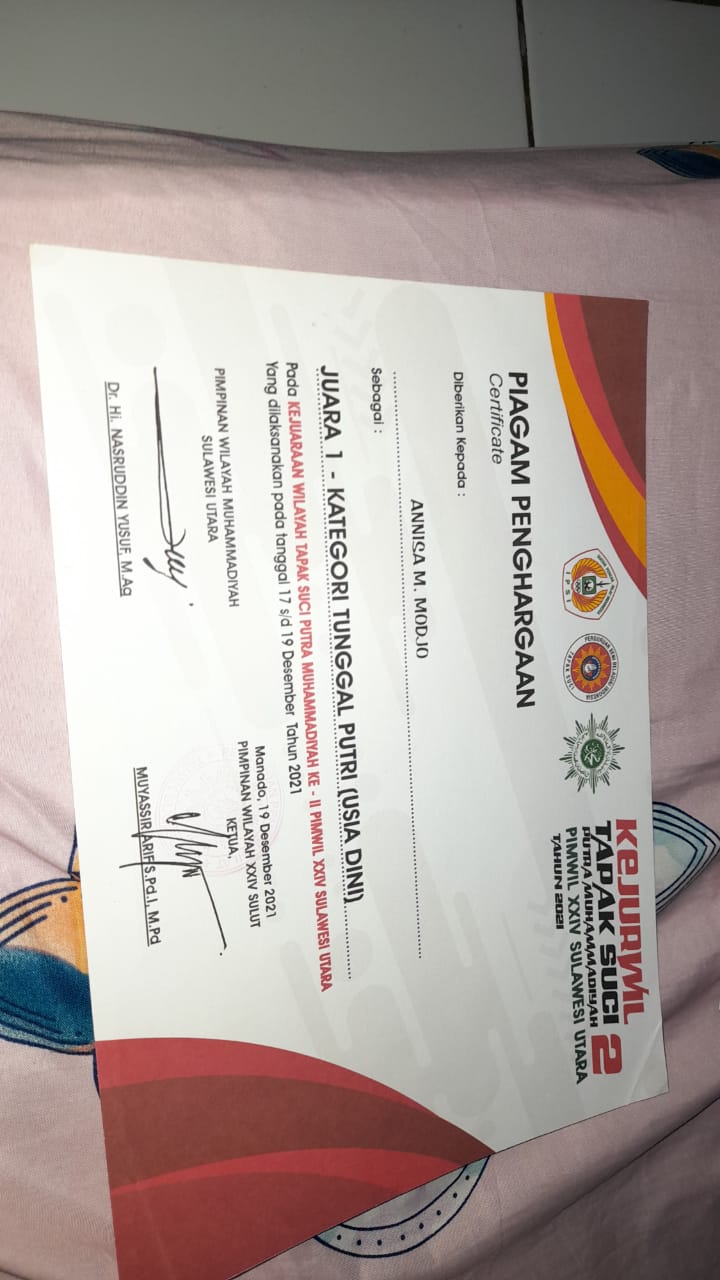 KEJURWIL
TAPAK SUCI 2
PUTRA MUHAMMADIYAH
PIMWIL XXIV SULAWESI UTARA
TAHUN 2021
IPSI
TAPAK SUCI
PIAGAM PENGHARGAAN
Certificate
Diberikan Kepada :
ANNISA M. MODJO
Sebagai :
JUARA 1 - KATEGORI TUNGGAL PUTRI (USIA DINI)
Pada KEJUARAAN WILAYAH TAPAK SUCI PUTRA MUHAMMADIYAH KE - II PIMWIL XXIV SULAWESI UTARA
Yang dilaksanakan pada tanggal 17 s/d 19 Desember Tahun 2021
PIMPINAN WILAYAH MUHAMMADIYAH
SULAWESI UTARA
Dr. Hi. NASRUDDIN YUSUF, M.Ag
Manado, 19 Desember 2021
PIMPINAN WILAYAH XXIV SULUT
KETUA,
MUYASSIR ARIF,S.Pd.I, M.Pd